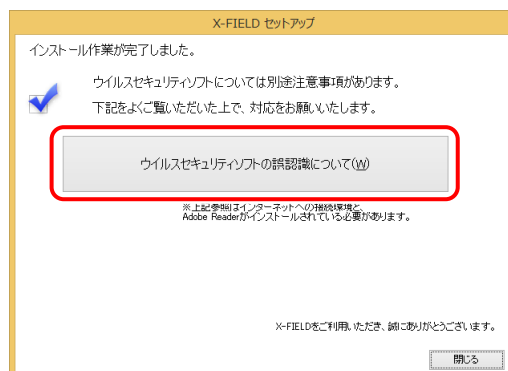 X-FIELD セットアップ
インストール作業が完了しました。
ウイルスセキュリティソフトについては別途注意事項があります。
下記をよくご覧いただいた上で、対応をお願いいたします。
ウイルスセキュリティソフトの誤認識について(W)
※上記参照はインターネットへの接続環境と、
Adobe Readerがインストールされている必要があります。
X-FIELDをご利用いただき、誠にありがとうございます。
閉じる